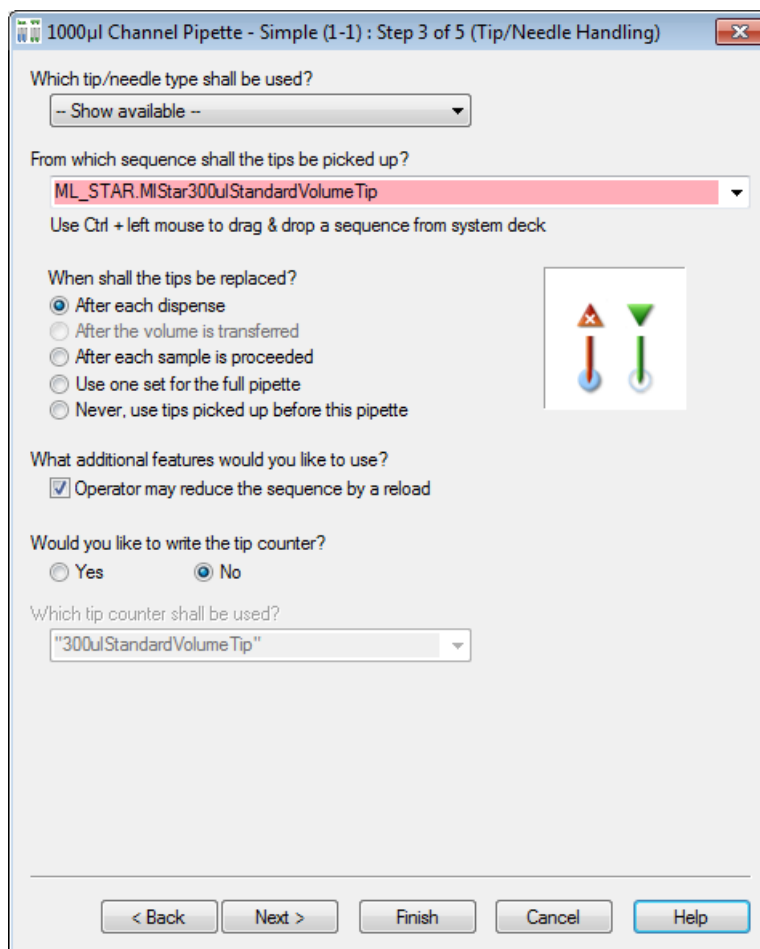 1000µl Channel Pipette - Simple (1-1) : Step 3 of 5 (Tip/Needle Handling)
Which tip/needle type shall be used?
-- Show available --
From which sequence shall the tips be picked up?
ML_STAR.MlStar300ulStandardVolumeTip
Use Ctrl + left mouse to drag & drop a sequence from system deck
When shall the tips be replaced?
After each dispense
After the volume is transferred
After each sample is proceeded
Use one set for the full pipette
Never, use tips picked up before this pipette
What additional features would you like to use?
Operator may reduce the sequence by a reload
Would you like to write the tip counter?
Yes No
Which tip counter shall be used?
"300ulStandardVolumeTip"
< Back Next > Finish Cancel Help